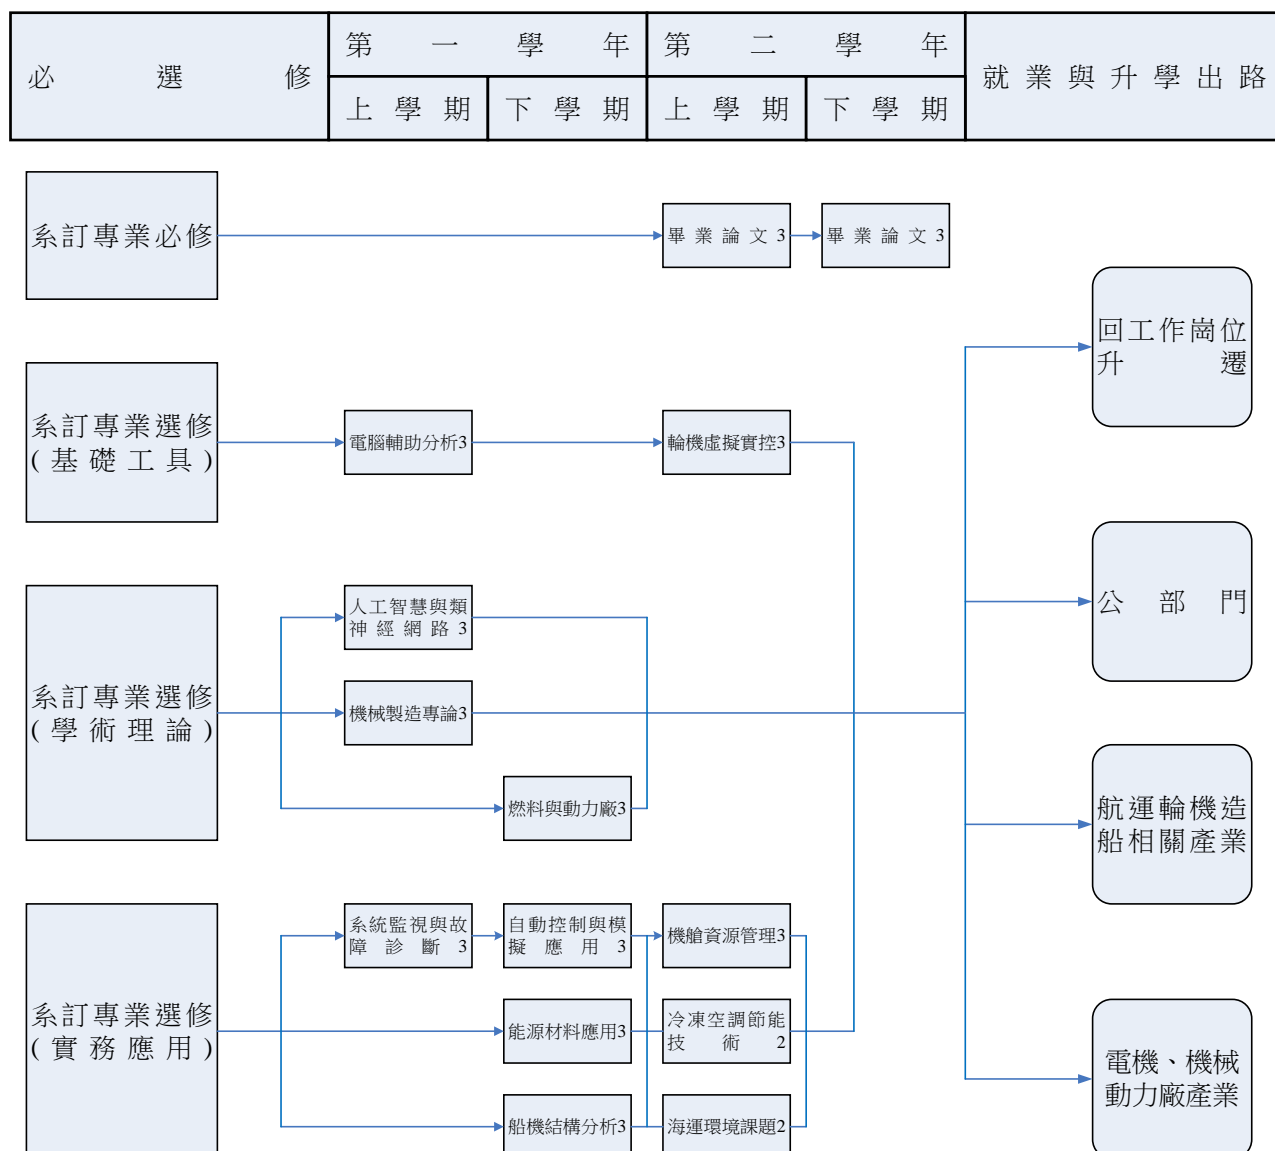 必選修
第一學年
第二學年
就業與升學出路
上學期
下學期
上學期
下學期
系訂專業必修
畢業論文3
畢業論文3
回工作崗位
升遷
系訂專業選修
(基礎工具)
電腦輔助分析3
輪機虛擬實控3
公部門
系訂專業選修
(學術理論)
人工智慧與類
神經網路3
機械製造專論3
燃料與動力廠3
航運輪機造
船相關產業
系訂專業選修
(實務應用)
系統監視與故
障診斷3
自動控制與模
擬應用3
機艙資源管理3
能源材料應用3
冷凍空調節能
技術2
船機結構分析3
海運環境課題2
電機、機械
動力廠產業